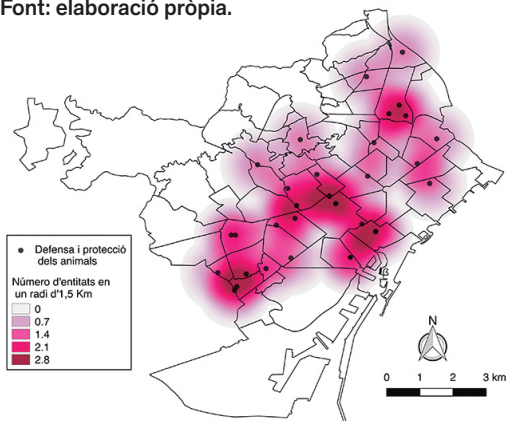 Font: elaboració pròpia.
Defensa i protecció
dels animals
Número d'entitats en
un radi d'1,5 Km
0
0.7
1.4
2.1
2.8
N
0 1 2 3 km